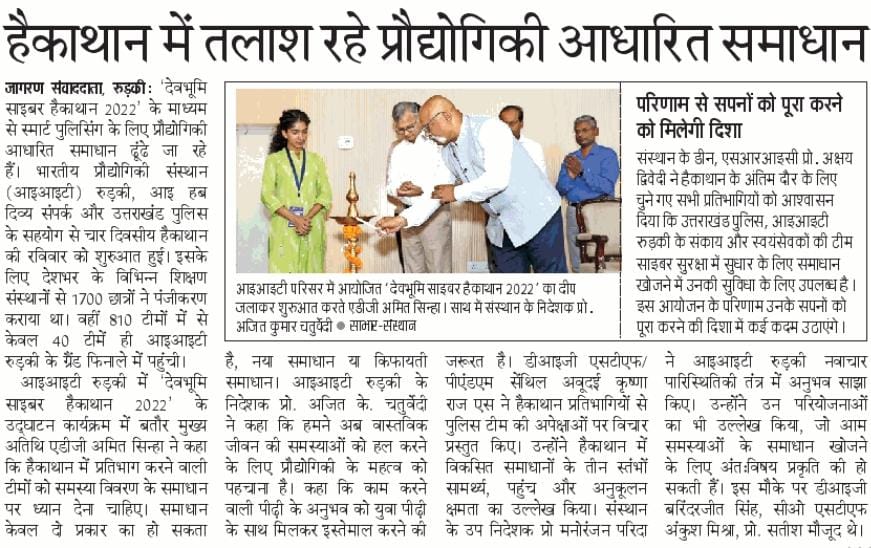 हैकाथान में तलाश रहे प्रौद्योगिकी आधारित समाधान
जागरण संवाददाता, रुड़की: 'देवभूमि
साइबर हैकाथान 2022' के माध्यम
से स्मार्ट पुलिसिंग के लिए प्रौद्योगिकी
आधारित समाधान ढूंढे जा रहे
हैं। भारतीय प्रौद्योगिकी संस्थान
(आइआइटी) रुड़की, आइ हब
दिव्य संपर्क और उत्तराखंड पुलिस
के सहयोग से चार दिवसीय हैकाथान
की रविवार को शुरुआत हुई। इसके
लिए देशभर के विभिन्न शिक्षण
संस्थानों से 1700 छात्रों ने पंजीकरण
कराया था। वहीं 810 टीमों में से
केवल 40 टीमें ही आइआइटी
रुड़की के ग्रैंड फिनाले में पहुंची।
आइआइटी रुड़की में 'देवभूमि
साइबर हैकाथान 2022' के
उद्घाटन कार्यक्रम में बतौर मुख्य
अतिथि एडीजी अमित सिन्हा ने कहा
कि हैकाथान में प्रतिभाग करने वाली
टीमों को समस्या विवरण के समाधान
पर ध्यान देना चाहिए। समाधान
केवल दो प्रकार का हो सकता
आइआइटी परिसर में आयोजित 'देवभूमि साइबर हैकाथान 2022' का दीप
जलाकर शुरुआत करते एडीजी अमित सिन्हा। साथ में संस्थान के निदेशक प्रो.
अजित कुमार चतुर्वेदी ● साभार-संस्थान
परिणाम से सपनों को पूरा करने
को मिलेगी दिशा
संस्थान के डीन, एसआरआइसी प्रो. अक्षय
द्विवेदी ने हैकाथान के अंतिम दौर के लिए
चुने गए सभी प्रतिभागियों को आश्वासन
दिया कि उत्तराखंड पुलिस, आइआइटी
रुड़की के संकाय और स्वयंसेवकों की टीम
साइबर सुरक्षा में सुधार के लिए समाधान
खोजने में उनकी सुविधा के लिए उपलब्ध है।
इस आयोजन के परिणाम उनके सपनों को
पूरा करने की दिशा में कई कदम उठाएंगे।
है, नया समाधान या किफायती
समाधान। आइआइटी रुड़की के
निदेशक प्रो. अजित के. चतुर्वेदी
ने कहा कि हमने अब वास्तविक
जीवन की समस्याओं को हल करने
के लिए प्रौद्योगिकी के महत्व को
पहचाना है। कहा कि काम करने
वाली पीढ़ी के अनुभव को युवा पीढ़ी
के साथ मिलकर इस्तेमाल करने की
जरूरत है। डीआइजी एसटीएफ/
पीएंडएम सेंथिल अवूदई कृष्णा
राज एस ने हैकाथान प्रतिभागियों से
पुलिस टीम की अपेक्षाओं पर विचार
प्रस्तुत किए। उन्होंने हैकाथान में
विकसित समाधानों के तीन स्तंभों
सामर्थ्य, पहुंच और अनुकूलन
क्षमता का उल्लेख किया। संस्थान
के उप निदेशक प्रो मनोरंजन परिदा
ने आइआइटी रुड़की नवाचार
पारिस्थितिकी तंत्र में अनुभव साझा
किए। उन्होंने उन परियोजनाओं
का भी उल्लेख किया, जो आम
समस्याओं के समाधान खोजने
के लिए अंत:विषय प्रकृति की हो
सकती हैं। इस मौके पर डीआइजी
बरिंदरजीत सिंह, सीओ एसटीएफ
अंकुश मिश्रा, प्रो. सतीश मौजूद थे।